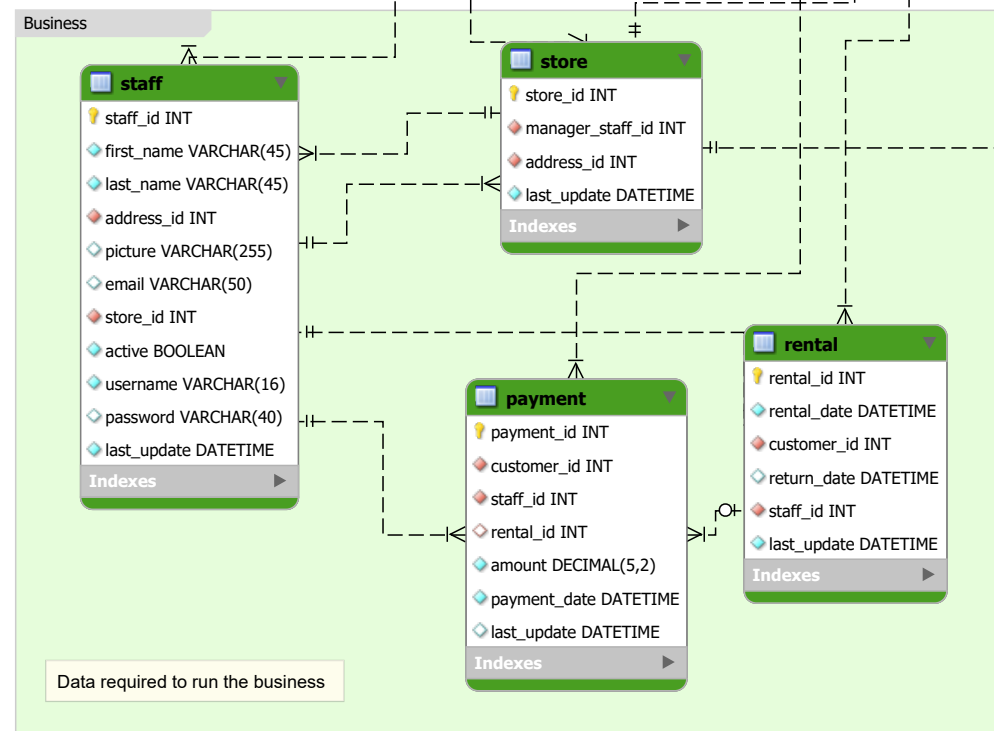 Business
staff
staff_id INT
first_name VARCHAR(45)
last_name VARCHAR(45)
address_id INT
picture VARCHAR(255)
email VARCHAR(50)
store_id INT
active BOOLEAN
username VARCHAR(16)
password VARCHAR(40)
last_update DATETIME
Indexes
store
store_id INT
manager_staff_id INT
address_id INT
last_update DATETIME
Indexes
payment
payment_id INT
customer_id INT
staff_id INT
rental_id INT
amount DECIMAL(5,2)
payment_date DATETIME
last_update DATETIME
Indexes
rental
rental_id INT
rental_date DATETIME
customer_id INT
return_date DATETIME
staff_id INT
last_update DATETIME
Indexes
Data required to run the business